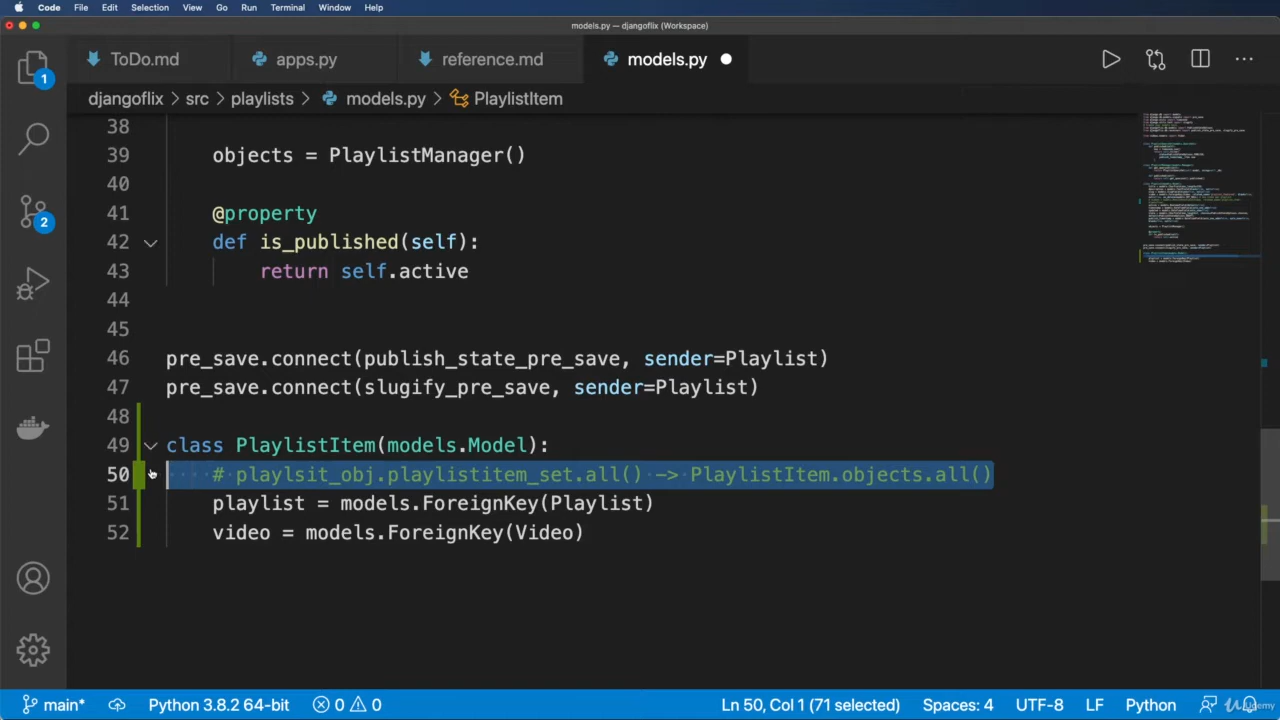 Code File Edit Selection View Go Run Terminal Window Help
models.py — djangoflix (Workspace)
ToDo.md apps.py reference.md models.py
djangoflix > src > playlists > models.py > PlaylistItem
1
2
38
39 objects = PlaylistManager()
40
41 @property
42 def is_published(self):
43 return self.active
44
45
46 pre_save.connect(publish_state_pre_save, sender=Playlist)
47 pre_save.connect(slugify_pre_save, sender=Playlist)
48
49 class PlaylistItem(models.Model):
50 # playlsit_obj.playlistitem_set.all() -> PlaylistItem.objects.all()
51 playlist = models.ForeignKey(Playlist)
52 video = models.ForeignKey(Video)
main* Python 3.8.2 64-bit 0 0 Ln 50, Col 1 (71 selected) Spaces: 4 UTF-8 LF Python Udemy